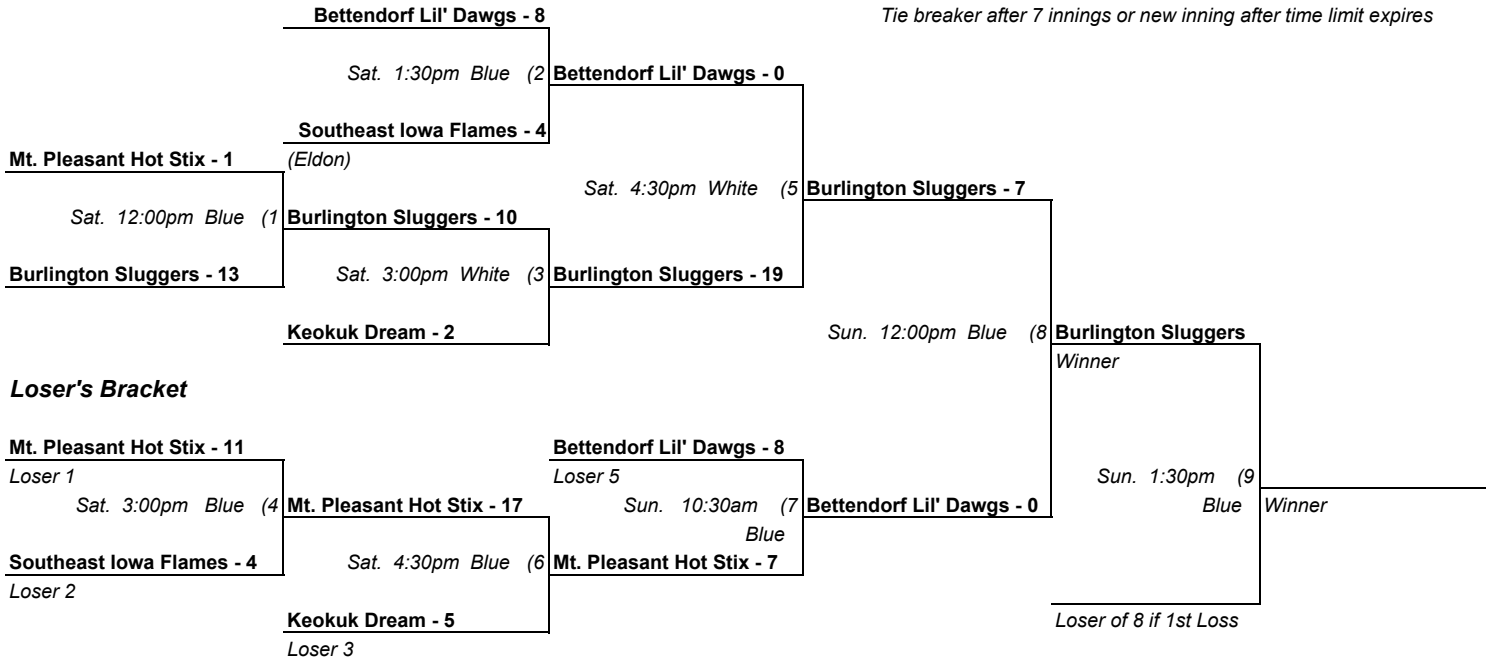 Bettendorf Lil' Dawgs - 8
Tie breaker after 7 innings or new inning after time limit expires
Sat. 1:30pm Blue (2
Bettendorf Lil' Dawgs - 0
Southeast Iowa Flames - 4
Mt. Pleasant Hot Stix - 1
(Eldon)
Sat. 4:30pm White (5
Burlington Sluggers - 7
Sat. 12:00pm Blue (1
Burlington Sluggers - 10
Burlington Sluggers - 13
Sat. 3:00pm White (3
Burlington Sluggers - 19
Keokuk Dream - 2
Sun. 12:00pm Blue (8
Burlington Sluggers
Winner
Loser's Bracket
Mt. Pleasant Hot Stix - 11
Bettendorf Lil' Dawgs - 8
Loser 1
Loser 5
Sun. 1:30pm (9
Sat. 3:00pm Blue (4
Mt. Pleasant Hot Stix - 17
Sun. 10:30am (7
Bettendorf Lil' Dawgs - 0
Blue
Winner
Blue
Southeast Iowa Flames - 4
Sat. 4:30pm Blue (6
Mt. Pleasant Hot Stix - 7
Loser 2
Keokuk Dream - 5
Loser of 8 if 1st Loss
Loser 3